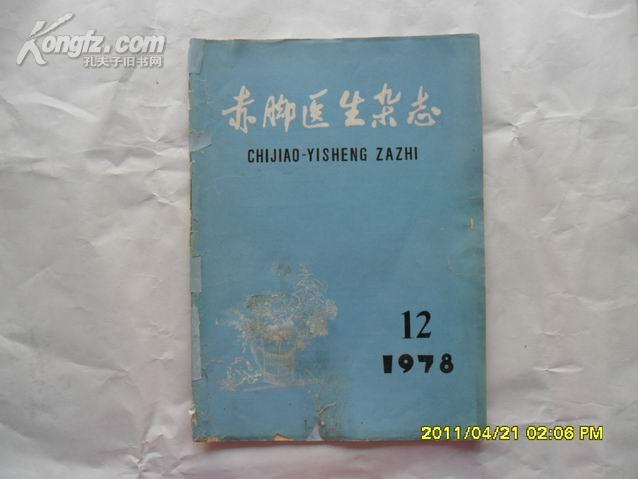 Kongfz.com
孔夫子旧书网
赤脚医生杂志
CHIJIAO-YISHENG ZAZHI
12
1978
2011/04/21 02:06 PM